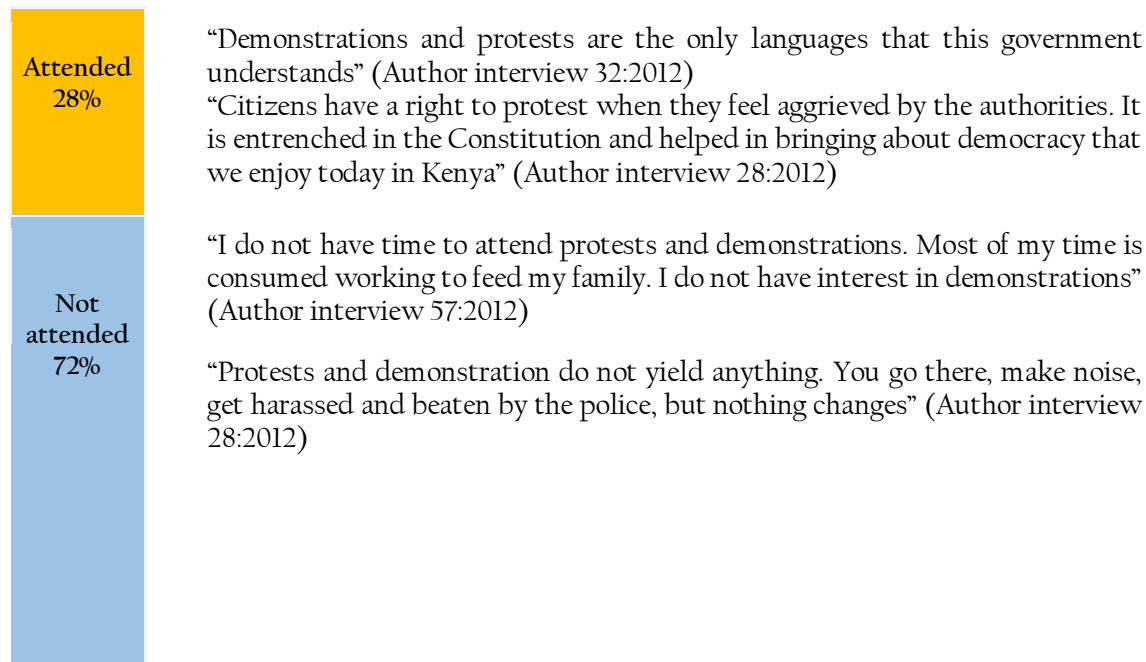 Attended
28%
“Demonstrations and protests are the only languages that this government
understands” (Author interview 32:2012)
“Citizens have a right to protest when they feel aggrieved by the authorities. It
is entrenched in the Constitution and helped in bringing about democracy that
we enjoy today in Kenya” (Author interview 28:2012)
Not
attended
72%
“I do not have time to attend protests and demonstrations. Most of my time is
consumed working to feed my family. I do not have interest in demonstrations”
(Author interview 57:2012)
“Protests and demonstration do not yield anything. You go there, make noise,
get harassed and beaten by the police, but nothing changes” (Author interview
28:2012)